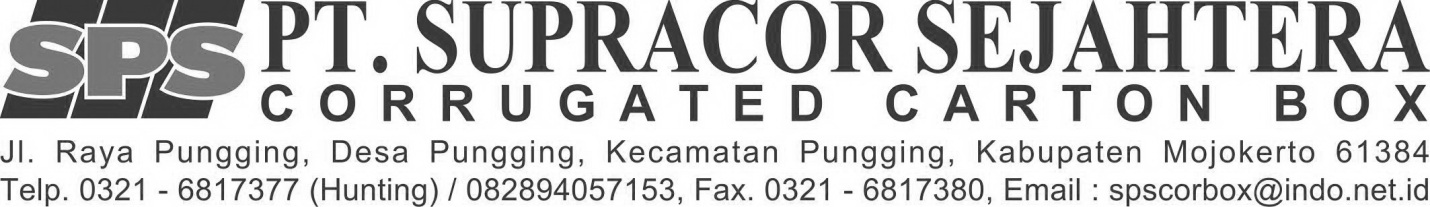 SPS PT. SUPRACOR SEJAHTERA
CORRUGATED CARTON BOX
Jl. Raya Pungging, Desa Pungging, Kecamatan Pungging, Kabupaten Mojokerto 61384
Telp. 0321 - 6817377 (Hunting) / 082894057153, Fax. 0321 - 6817380, Email : spscorbox@indo.net.id